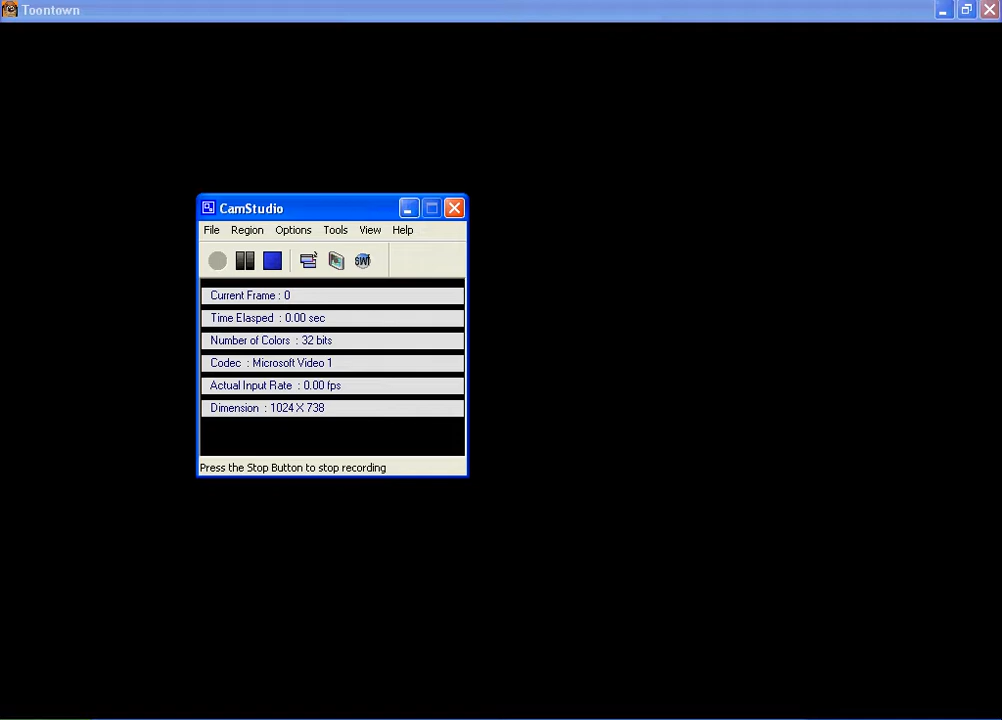 Toontown
CamStudio
File Region Options Tools View Help
SWF
Current Frame : 0
Time Elasped : 0.00 sec
Number of Colors : 32 bits
Codec : Microsoft Video 1
Actual Input Rate : 0.00 fps
Dimension : 1024 X 738
Press the Stop Button to stop recording